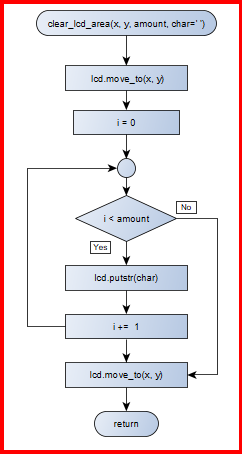 clear_lcd_area(x, y, amount, char=' ')
lcd.move_to(x, y)
i = 0
i < amount
No
Yes
lcd.putstr(char)
i += 1
lcd.move_to(x, y)
return